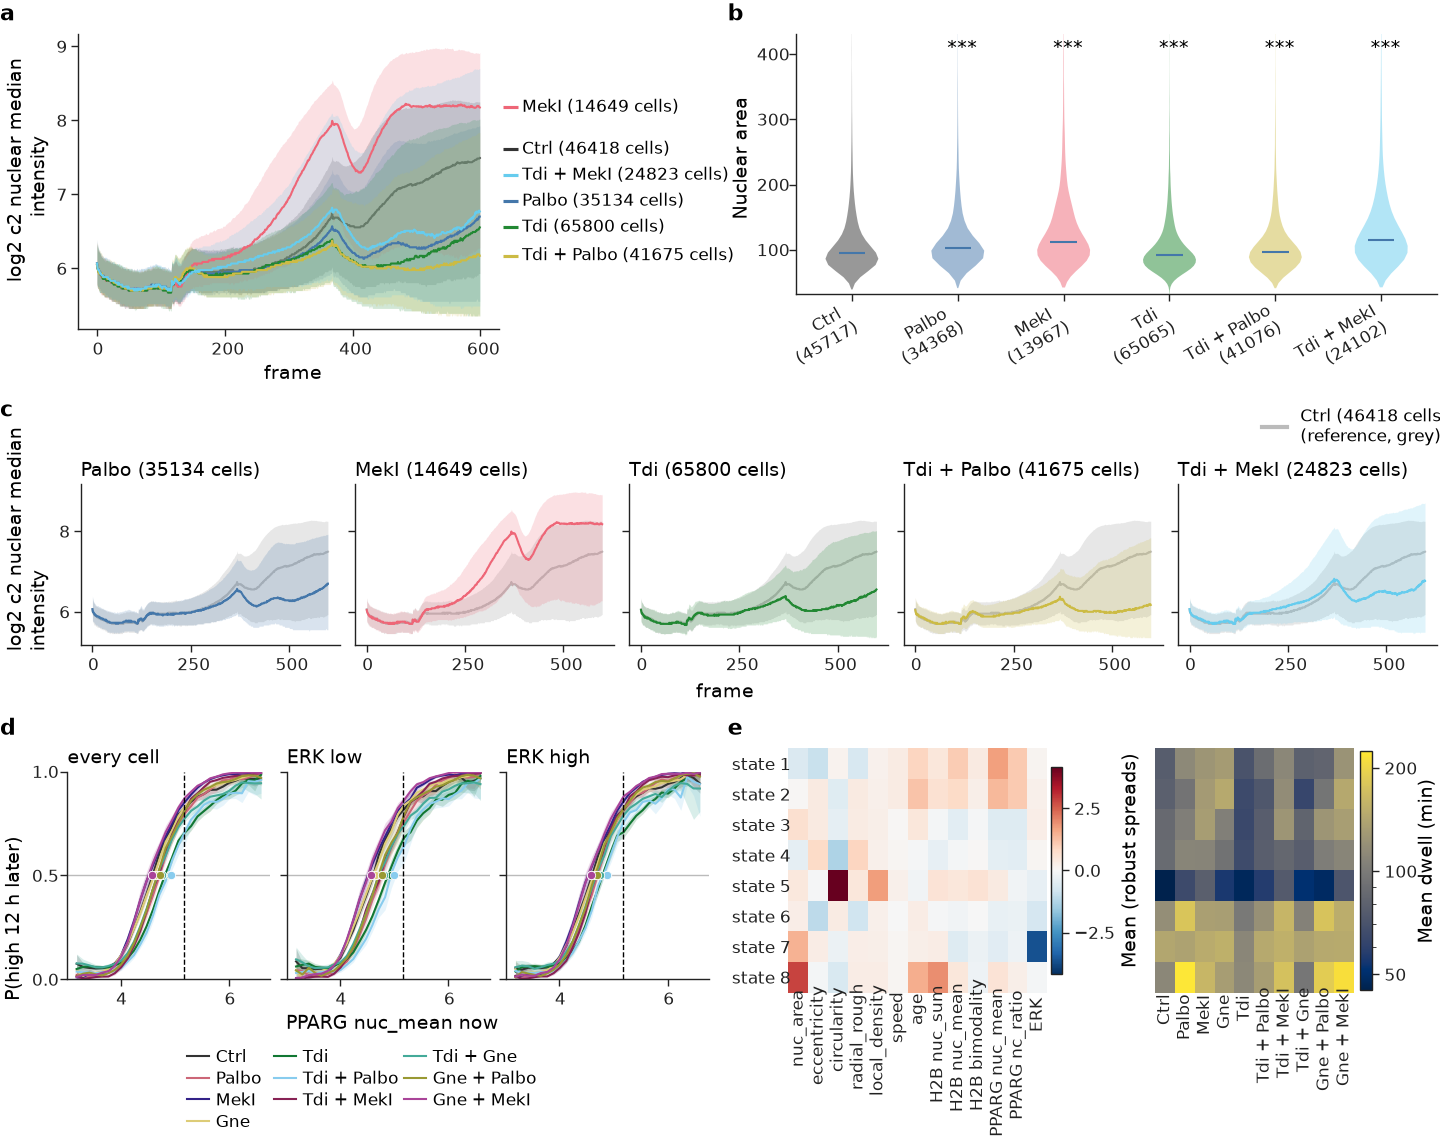 a
log2 c2 nuclear median
intensity
9
8
7
6
0
200
400
600
frame
MekI (14649 cells)
Ctrl (46418 cells)
Tdi + MekI (24823 cells)
Palbo (35134 cells)
Tdi (65800 cells)
Tdi + Palbo (41675 cells)
b
Nuclear area
400
300
200
100
***
***
***
***
***
Ctrl
(45717)
Palbo
(34368)
MekI
(13967)
Tdi
(65065)
Tdi + Palbo
(41076)
Tdi + MekI
(24102)
c
Ctrl (46418 cells
(reference, grey)
log2 c2 nuclear median
intensity
Palbo (35134 cells)
MekI (14649 cells)
Tdi (65800 cells)
Tdi + Palbo (41675 cells)
Tdi + MekI (24823 cells)
8
6
0
500
0
250
500
0
500
0
250
500
0
250
500
frame
d
P(high 12 h later)
every cell
ERK low
ERK high
1.0
0.5
0.0
4
6
4
6
4
6
PPARG nuc_mean now
Ctrl
Palbo
MekI
Gne
Tdi
Tdi + Palbo
Tdi + MekI
Tdi + Gne
Gne + Palbo
Gne + MekI
e
state 1
state 2
state 3
state 4
state 5
state 6
state 7
state 8
nuc_area
eccentricity
circularity
radial_rough
local_density
speed
age
H2B nuc_sum
H2B nuc_mean
H2B bimodality
PPARG nuc_mean
PPARG nc_ratio
ERK
2.5
0.0
−2.5
Mean (robust spreads)
Ctrl
Palbo
MekI
Gne
Tdi
Tdi + Palbo
Tdi + MekI
Tdi + Gne
Gne + Palbo
Gne + MekI
200
100
50
Mean dwell (min)